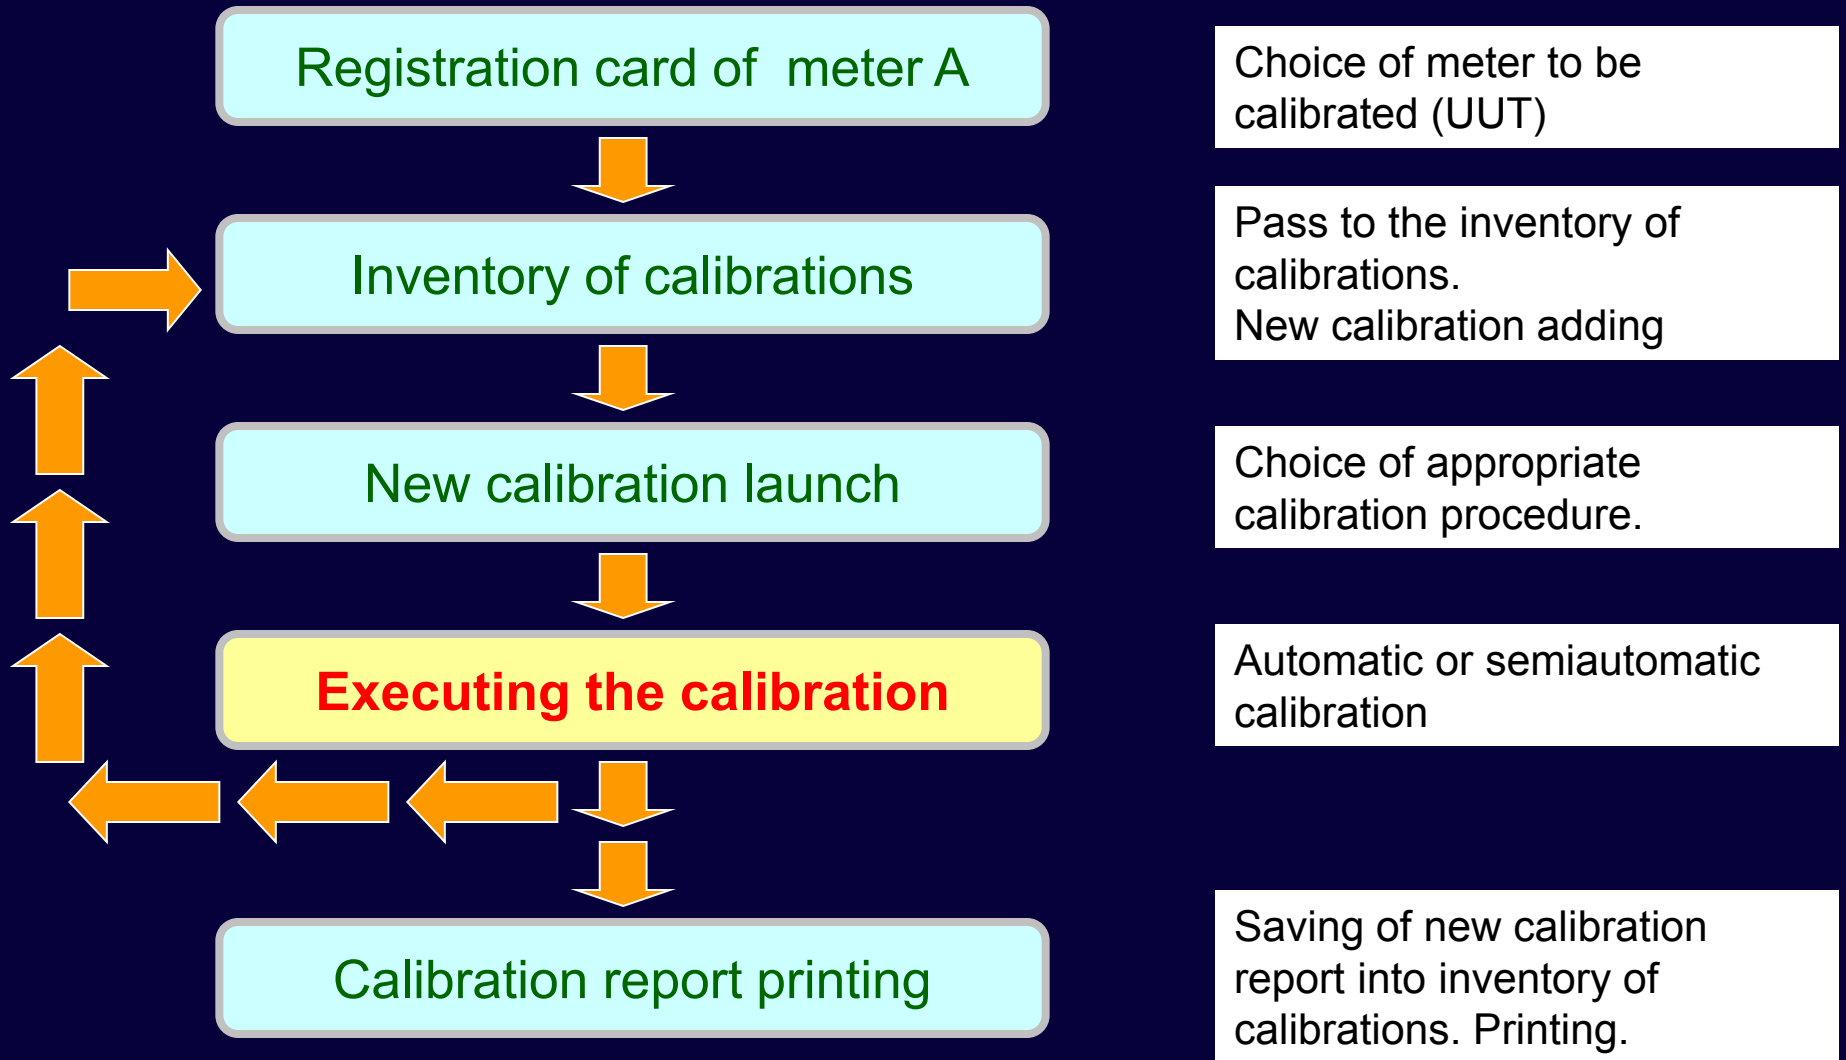 Registration card of  meter A
Choice of meter to be
calibrated (UUT)
Inventory of calibrations
Pass to the inventory of
calibrations.
New calibration adding
New calibration launch
Choice of appropriate
calibration procedure.
Executing the calibration
Automatic or semiautomatic
calibration
Calibration report printing
Saving of new calibration
report into inventory of
calibrations. Printing.